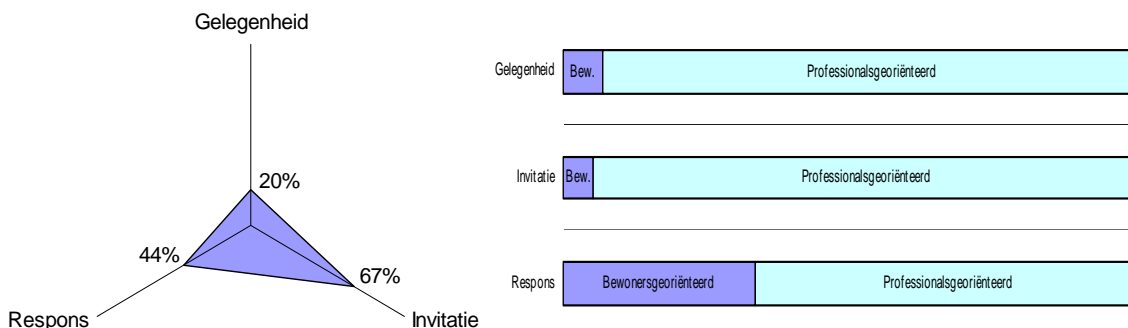 Gelegenheid
20%
44%
67%
Respons
Invitatie
Gelegenheid
Bew.
Professionalsgeoriënteerd
Invitatie
Bew.
Professionalsgeoriënteerd
Respons
Bewonersgeoriënteerd
Professionalsgeoriënteerd